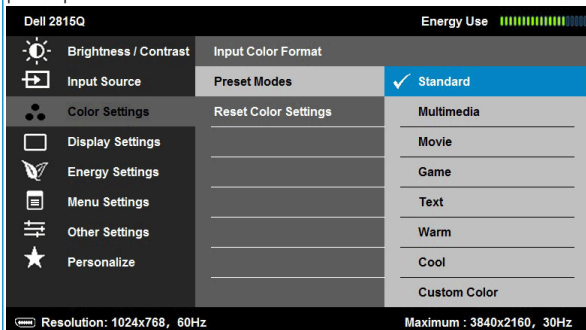 Dell 2815Q Energy Use
Brightness / Contrast Input Color Format
Input Source Preset Modes Standard
Color Settings Reset Color Settings Multimedia
Display Settings Movie
Energy Settings Game
Menu Settings Text
Other Settings Warm
Personalize Cool
Custom Color
Resolution: 1024x768, 60Hz Maximum : 3840x2160, 30Hz